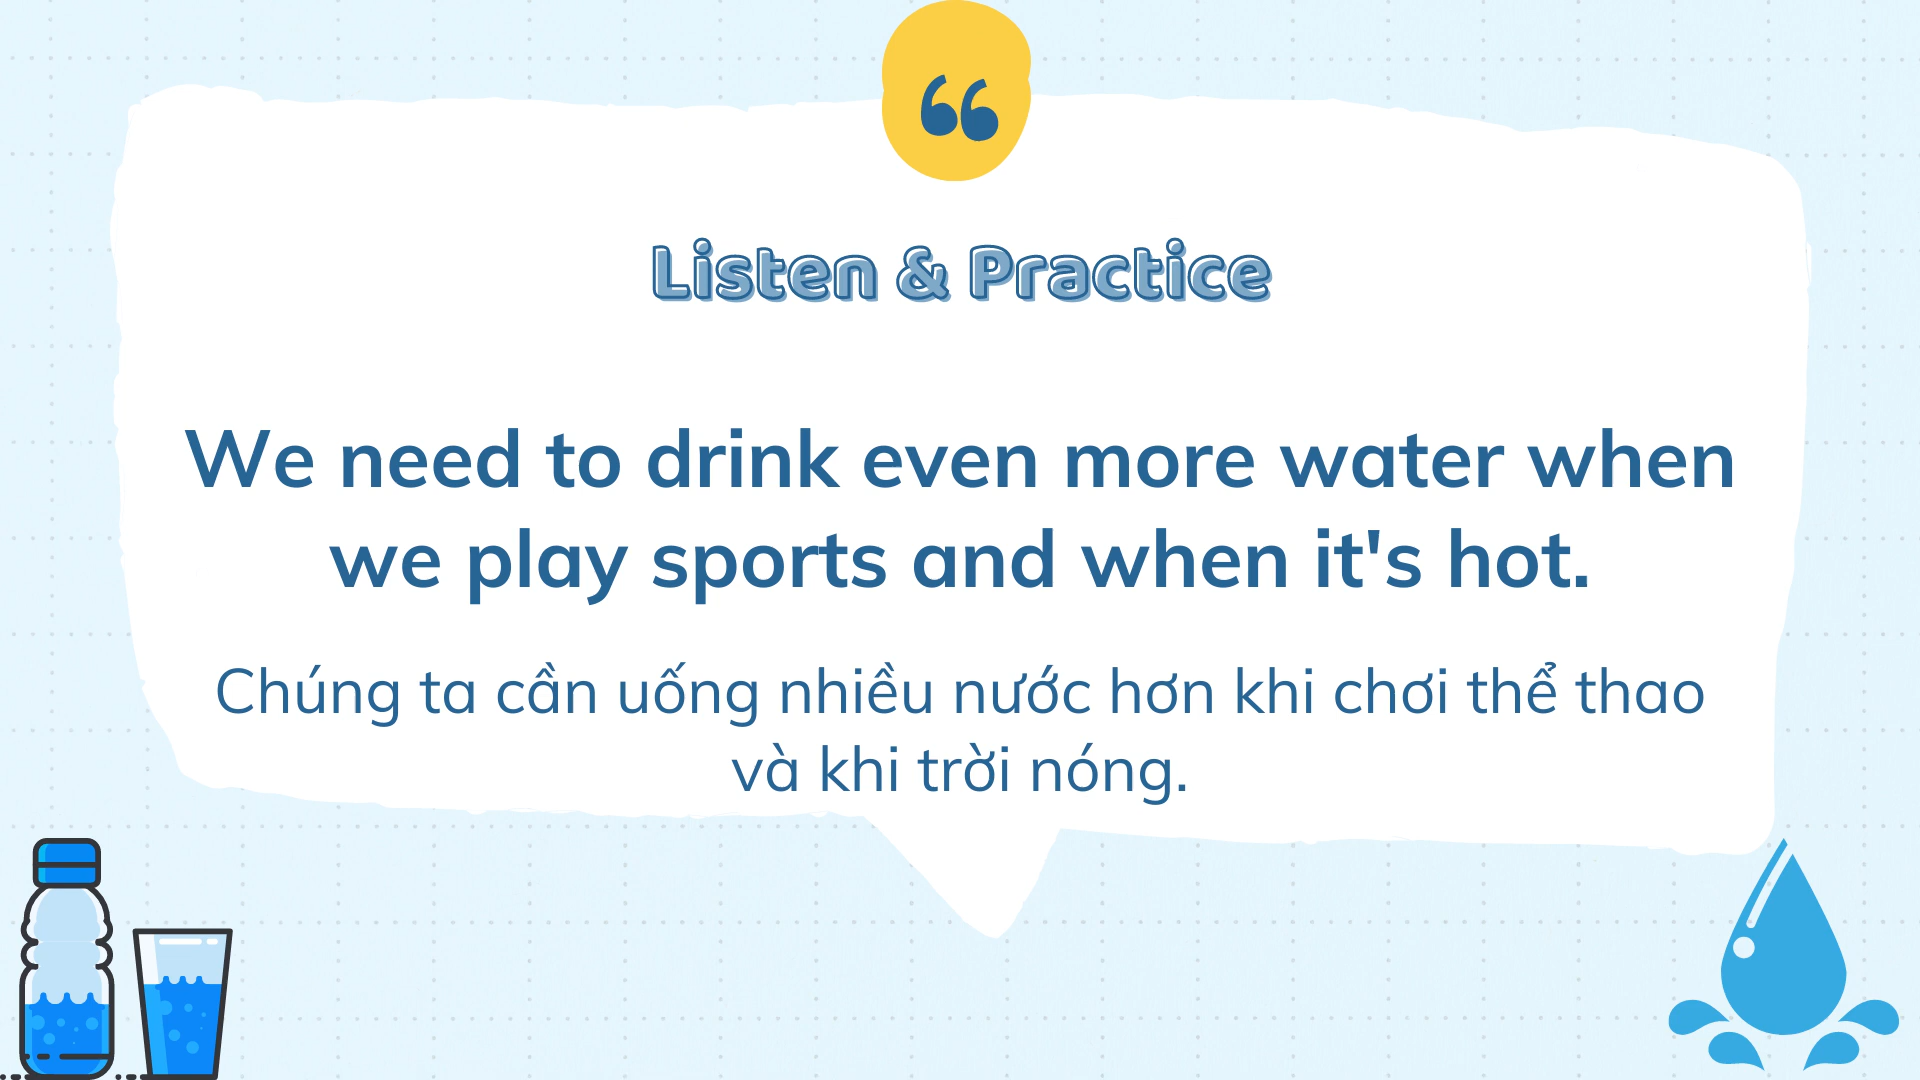 “
Listen & Practice
We need to drink even more water when
we play sports and when it's hot.
Chúng ta cần uống nhiều nước hơn khi chơi thể thao
và khi trời nóng.